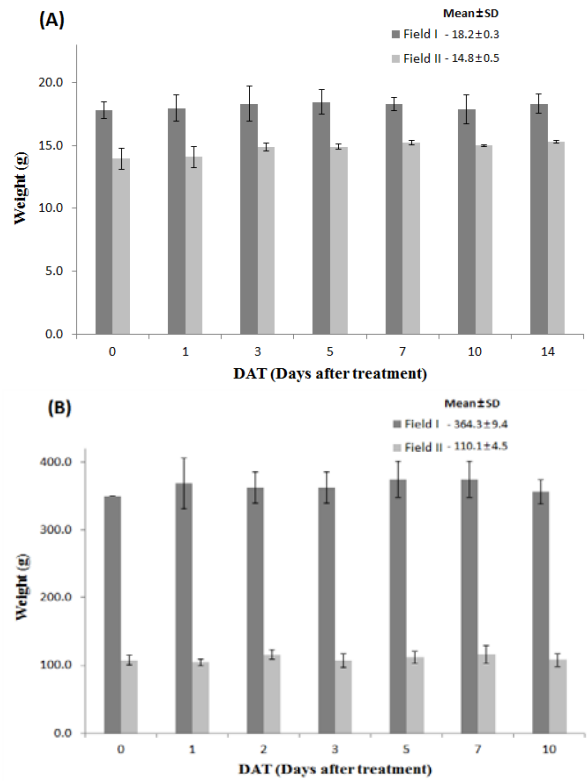 (A)
Mean±SD
Field I - 18.2±0.3
Field II - 14.8±0.5
20.0
15.0
10.0
5.0
0.0
Weight (g)
0 1 3 5 7 10 14
DAT (Days after treatment)
(B)
Mean±SD
Field I - 364.3±9.4
Field II - 110.1±4.5
400.0
300.0
200.0
100.0
0.0
Weight (g)
0 1 2 3 5 7 10
DAT (Days after treatment)